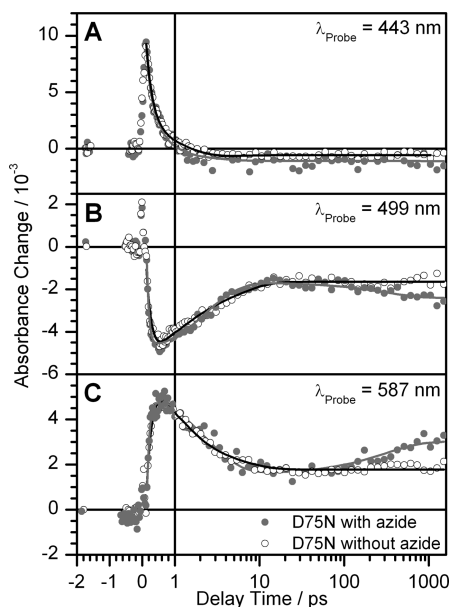 Absorbance Change / 10⁻³
A
λProbe = 443 nm
10
5
0
B
λProbe = 499 nm
2
0
-2
-4
-6
C
λProbe = 587 nm
4
2
0
-2
D75N with azide
D75N without azide
-2 -1 0 1 10 100 1000
Delay Time / ps